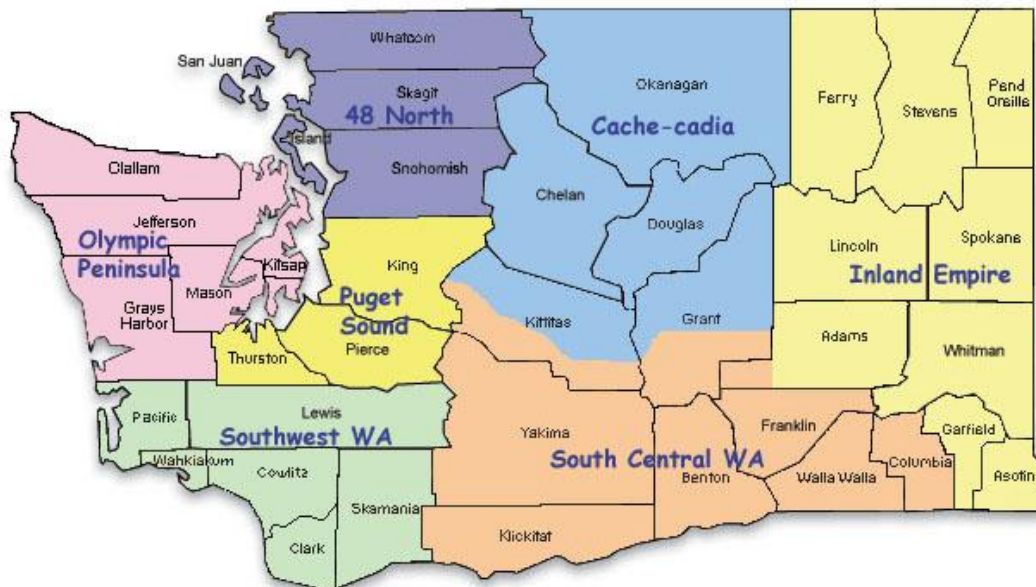 Whatcom
San Juan
Skagit
48 North
Island
Snohomish
Okanagan
Cache-cadia
Ferry
Stevens
Pend
Oreille
Clallam
Jefferson
Olympic
Peninsula
Kitsap
Mason
Grays
Harbor
King
Puget
Sound
Pierce
Thurston
Chelan
Douglas
Kittitas
Grant
Lincoln
Spokane
Inland Empire
Adams
Whitman
Pacific
Lewis
Southwest WA
Wahkiakum
Cowlitz
Skamania
Clark
Yakima
South Central WA
Klickitat
Benton
Franklin
Walla Walla
Columbia
Garfield
Asotin